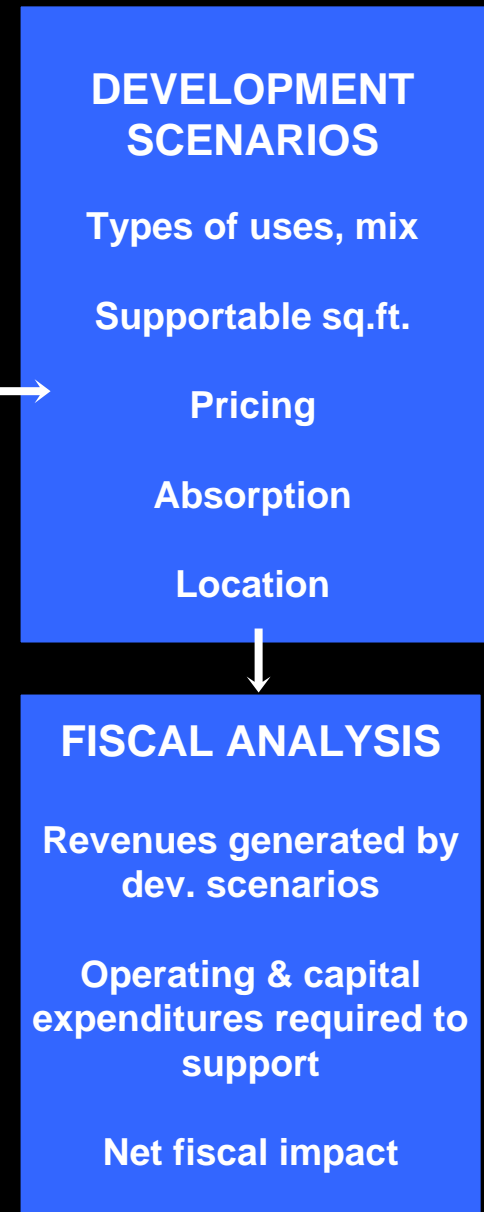 DEVELOPMENT
SCENARIOS
Types of uses, mix
Supportable sq.ft.
Pricing
Absorption
Location
FISCAL ANALYSIS
Revenues generated by
dev. scenarios
Operating & capital
expenditures required to
support
Net fiscal impact